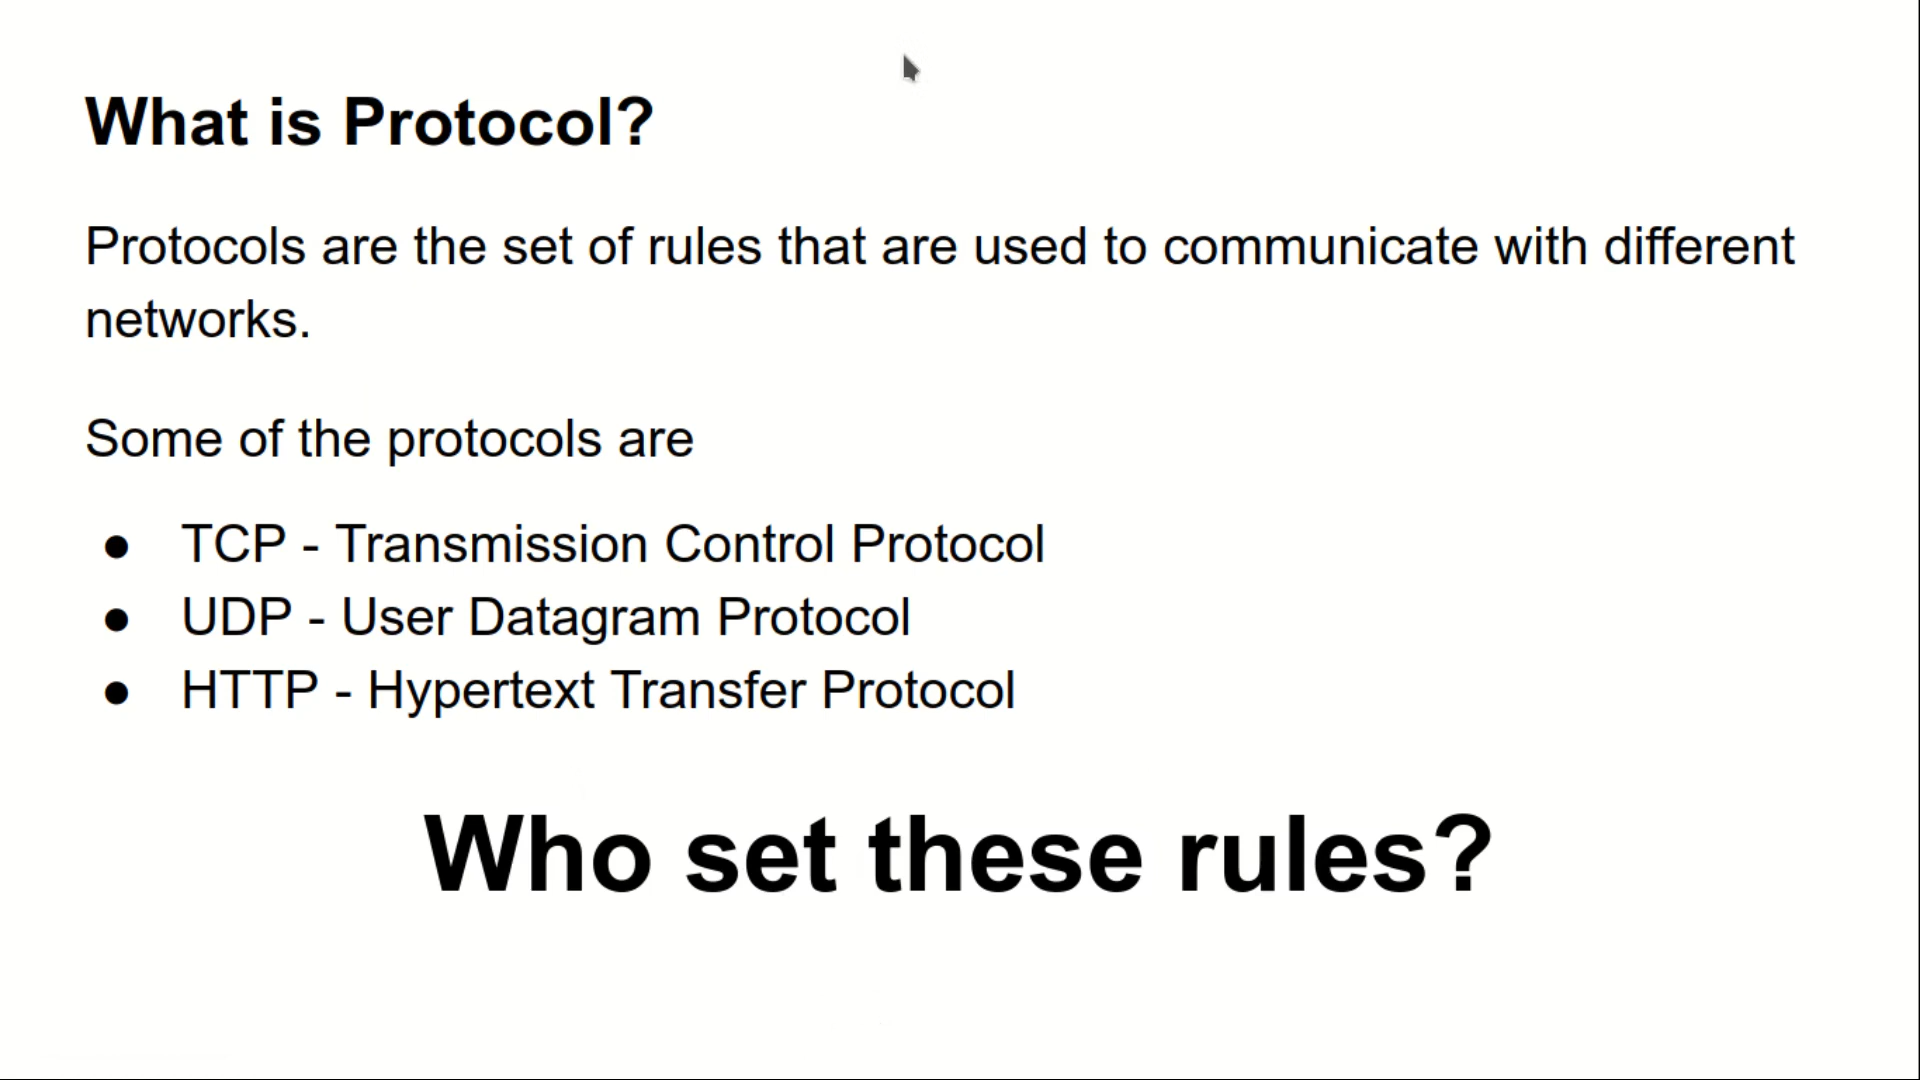 What is Protocol?
Protocols are the set of rules that are used to communicate with different
networks.
Some of the protocols are
● TCP - Transmission Control Protocol
● UDP - User Datagram Protocol
● HTTP - Hypertext Transfer Protocol
Who set these rules?